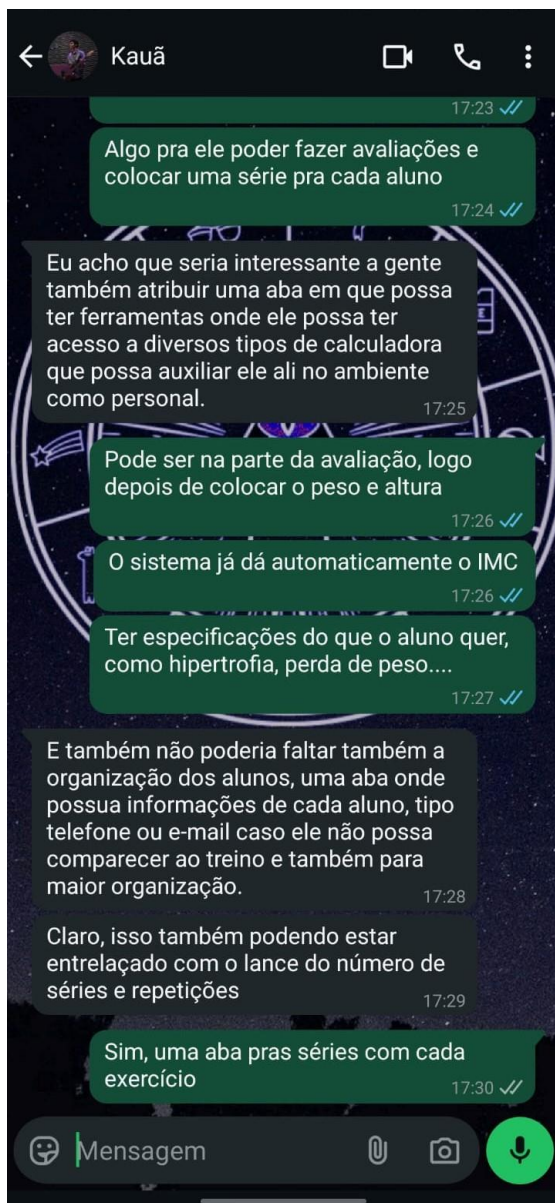 Kauã
17:23
Algo pra ele poder fazer avaliações e
colocar uma série pra cada aluno
17:24
Eu acho que seria interessante a gente
também atribuir uma aba em que possa
ter ferramentas onde ele possa ter
acesso a diversos tipos de calculadora
que possa auxiliar ele ali no ambiente
como personal.
17:25
Pode ser na parte da avaliação, logo
depois de colocar o peso e altura
17:26
O sistema já dá automaticamente o IMC
17:26
Ter especificações do que o aluno quer,
como hipertrofia, perda de peso....
17:27
E também não poderia faltar também a
organização dos alunos, uma aba onde
possua informações de cada aluno, tipo
telefone ou e-mail caso ele não possa
comparecer ao treino e também para
maior organização.
17:28
Claro, isso também podendo estar
entrelaçado com o lance do número de
séries e repetições
17:29
Sim, uma aba pras séries com cada
exercício
17:30
Mensagem